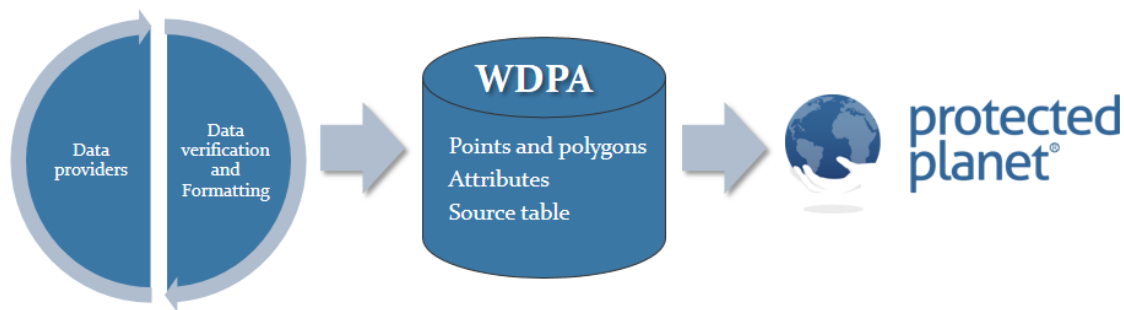 Data
providers
Data
verification
and
Formatting
WDPA
Points and polygons
Attributes
Source table
protected
planet®